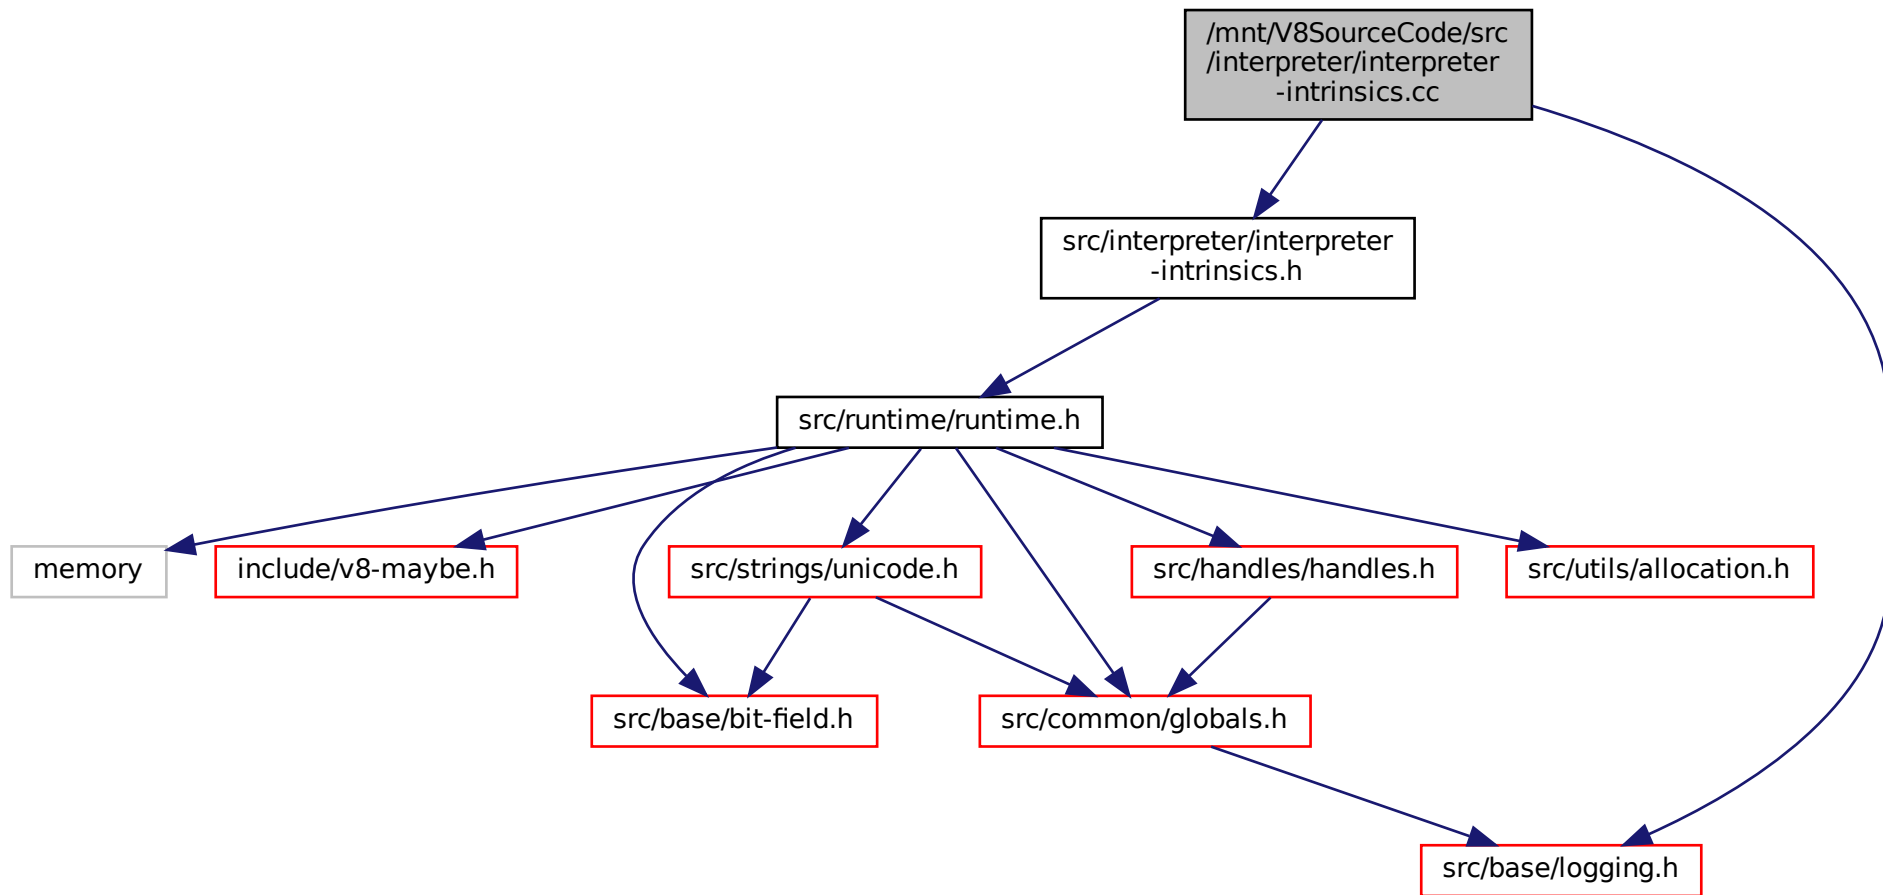 /mnt/V8SourceCode/src
/interpreter/interpreter
-intrinsics.cc
src/interpreter/interpreter
-intrinsics.h
src/runtime/runtime.h
memory
include/v8-maybe.h
src/strings/unicode.h
src/handles/handles.h
src/utils/allocation.h
src/base/bit-field.h
src/common/globals.h
src/base/logging.h